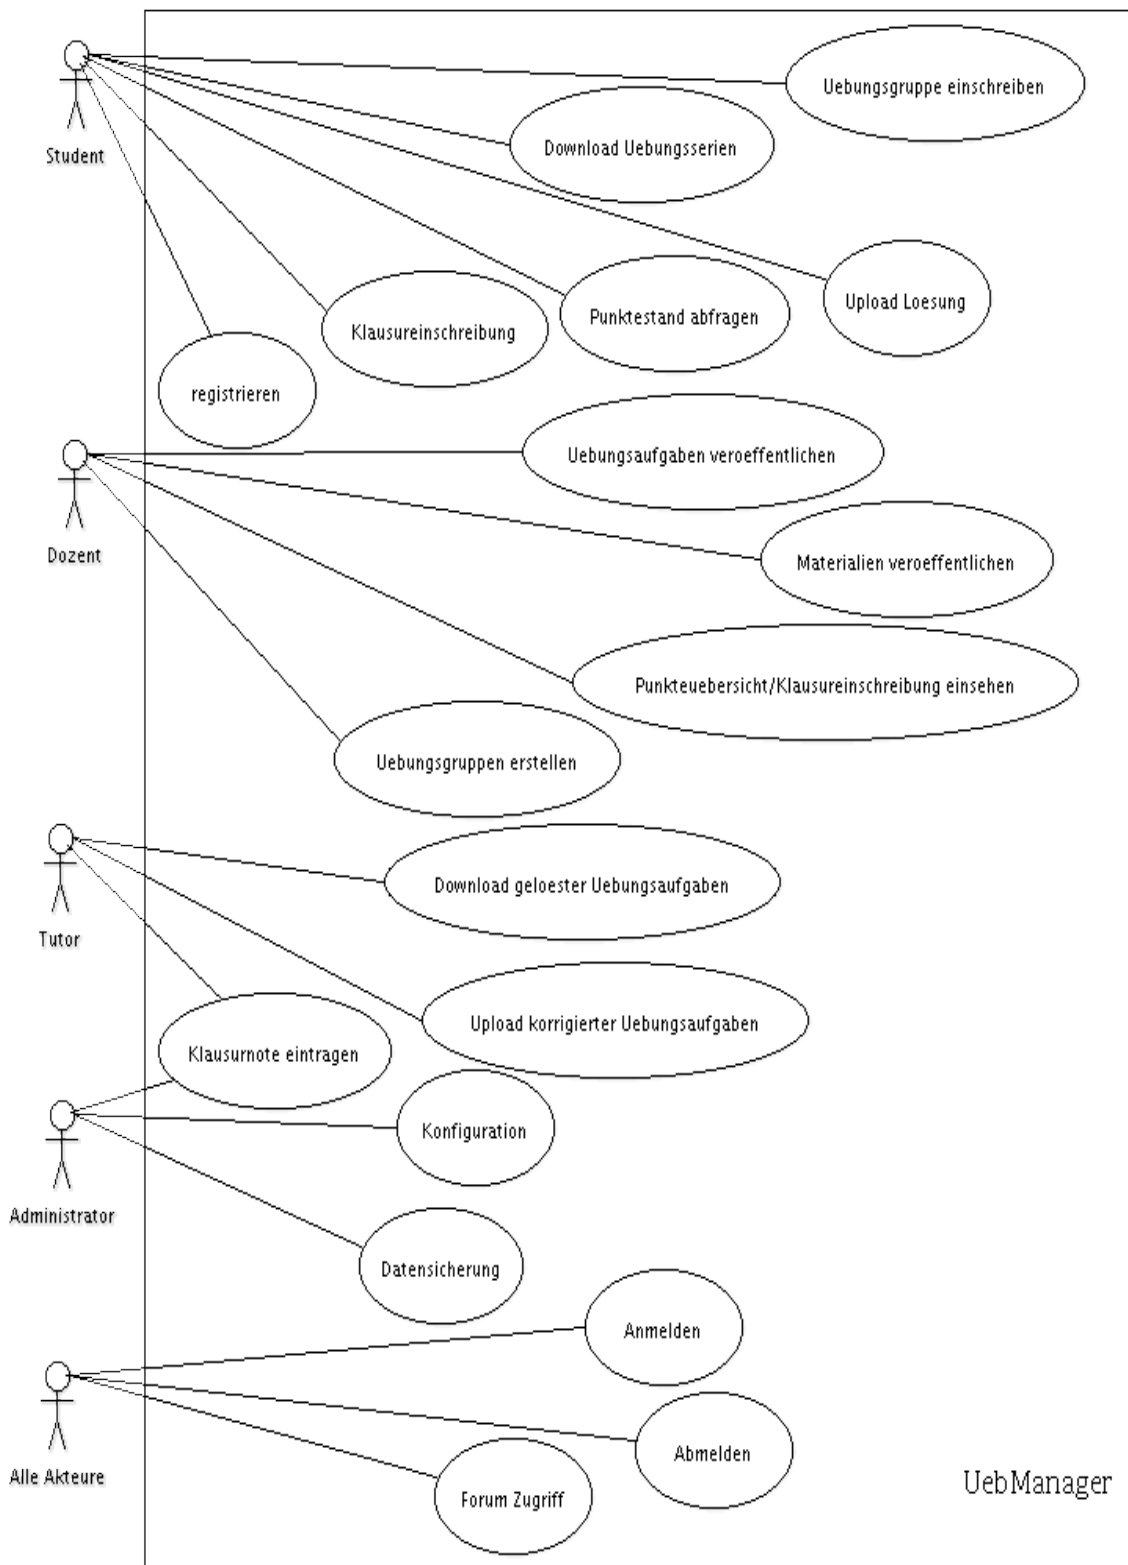 Uebungsgruppe einschreiben
Download Uebungsserien
Student
Upload Loesung
Punktestand abfragen
Klausureinschreibung
registrieren
Uebungsaufgaben veroeffentlichen
Dozent
Materialien veroeffentlichen
Punkteuebersicht/Klausureinschreibung einsehen
Uebungsgruppen erstellen
Download geloester Uebungsaufgaben
Tutor
Upload korrigierter Uebungsaufgaben
Klausurnote eintragen
Konfiguration
Administrator
Datensicherung
Anmelden
Abmelden
Alle Akteure
UebManager
Forum Zugriff